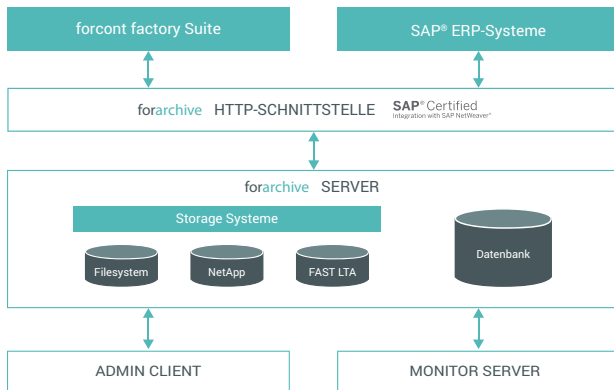 forcont factory Suite
SAP® ERP-Systeme
forarchive HTTP-SCHNITTSTELLE
SAP® Certified
Integration with SAP NetWeaver®
forarchive SERVER
Storage Systeme
Filesystem
NetApp
FAST LTA
Datenbank
ADMIN CLIENT
MONITOR SERVER